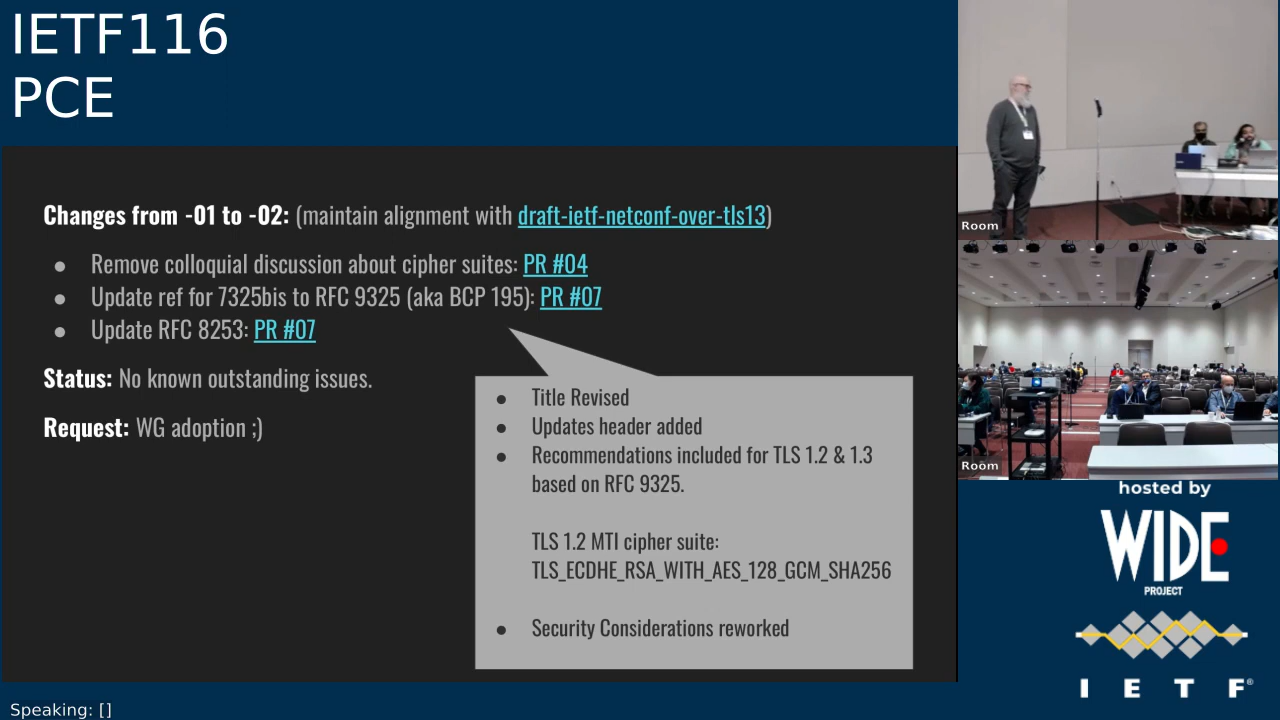 IETF116
PCE
Changes from -01 to -02: (maintain alignment with draft-ietf-netconf-over-tls13)
● Remove colloquial discussion about cipher suites: PR #04
● Update ref for 7325bis to RFC 9325 (aka BCP 195): PR #07
● Update RFC 8253: PR #07
Status: No known outstanding issues.
Request: WG adoption ;)
● Title Revised
● Updates header added
● Recommendations included for TLS 1.2 & 1.3
based on RFC 9325.
TLS 1.2 MTI cipher suite:
TLS_ECDHE_RSA_WITH_AES_128_GCM_SHA256
● Security Considerations reworked
Room
Room
hosted by
WIDE
PROJECT
I E T F®
Speaking: []